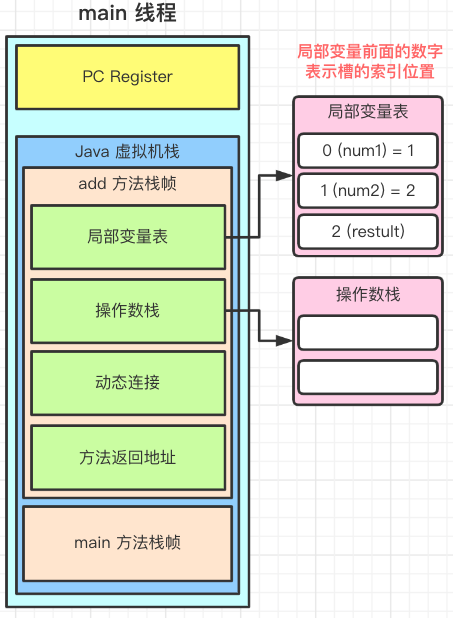 main 线程
PC Register
Java 虚拟机栈
add 方法栈帧
局部变量表
操作数栈
动态连接
方法返回地址
main 方法栈帧
局部变量前面的数字
表示槽的索引位置
局部变量表
0 (num1) = 1
1 (num2) = 2
2 (restult)
操作数栈